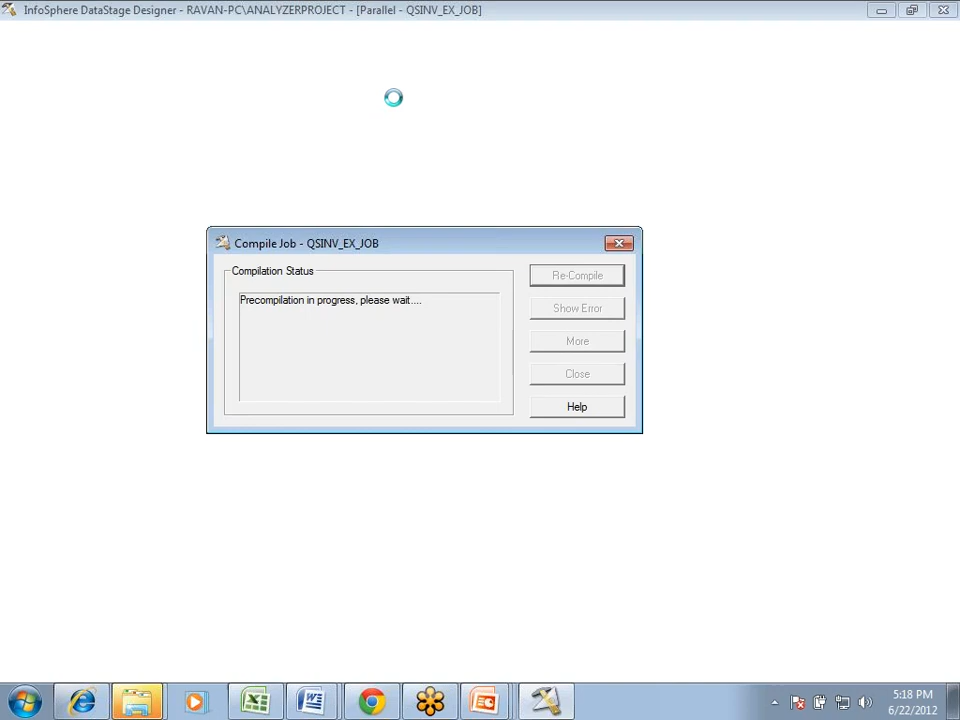 InfoSphere DataStage Designer - RAVAN-PC\ANALYZERPROJECT - [Parallel - QSINV_EX_JOB]
Compile Job - QSINV_EX_JOB
Compilation Status
Precompilation in progress, please wait....
Re-Compile
Show Error
More
Close
Help
5:18 PM
6/22/2012